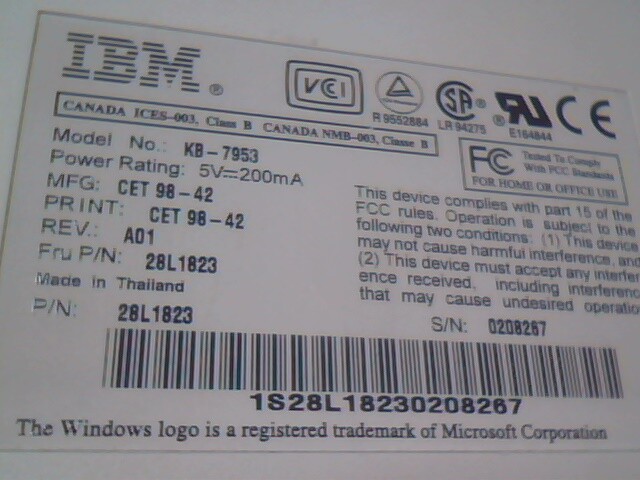 IBM ®
VCI
R 9552884
SA ®
LR 94275
®
E164844
CE
CANADA ICES-003, Class B CANADA NMB-003, Classe B
FC Tested To Comply
With FCC Standards
FOR HOME OR OFFICE USE
Model No.: KB-7953
Power Rating: 5V⎓200mA
MFG: CET 98-42
PRINT: CET 98-42
REV.: A01
Fru P/N: 28L1823
Made in Thailand
P/N: 28L1823
This device complies with part 15 of the
FCC rules. Operation is subject to the
following two conditions: (1) This device
may not cause harmful interference, and
(2) This device must accept any interfer
ence received, including interference
that may cause undesired operatio
S/N: 0208267
1S28L18230208267
The Windows logo is a registered trademark of Microsoft Corporation